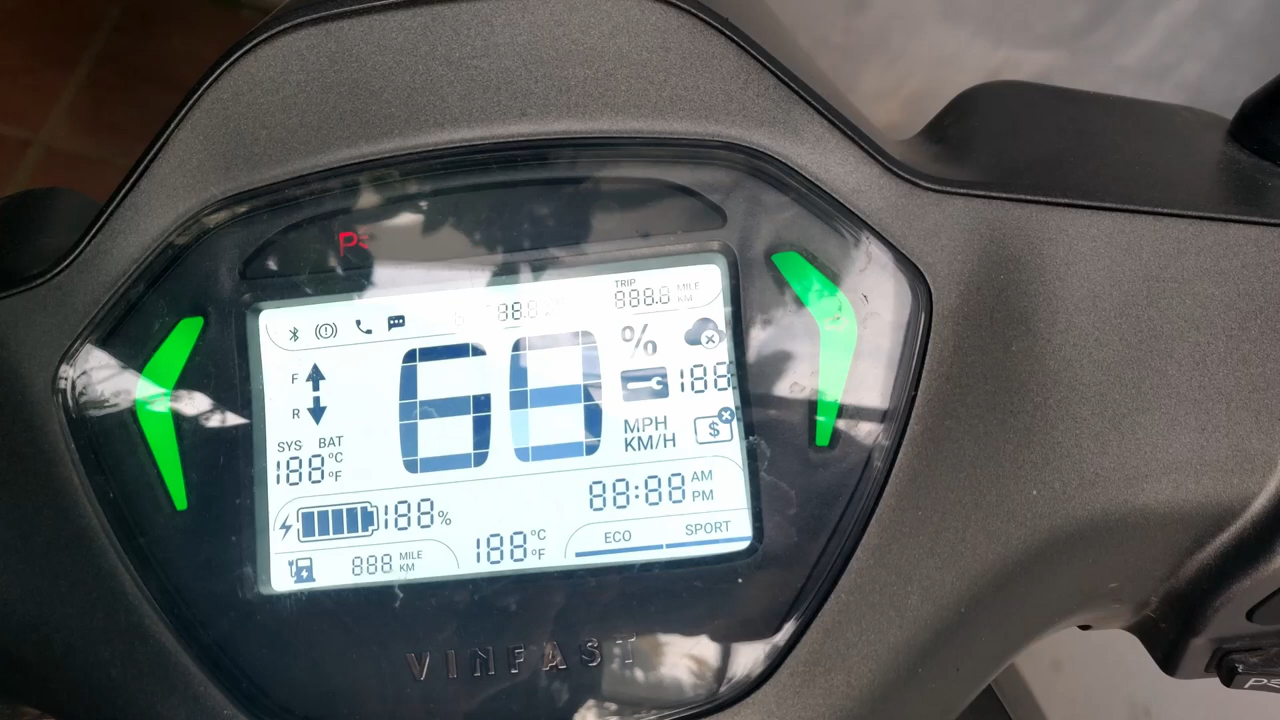 P
TRIP
888.8 MILE
KM
%
F
188
R
69
MPH
KM/H
$
SYS BAT
188 °C
°F
88:88 AM
PM
188%
188 °C
°F
ECO SPORT
888 MILE
KM
VINFAST